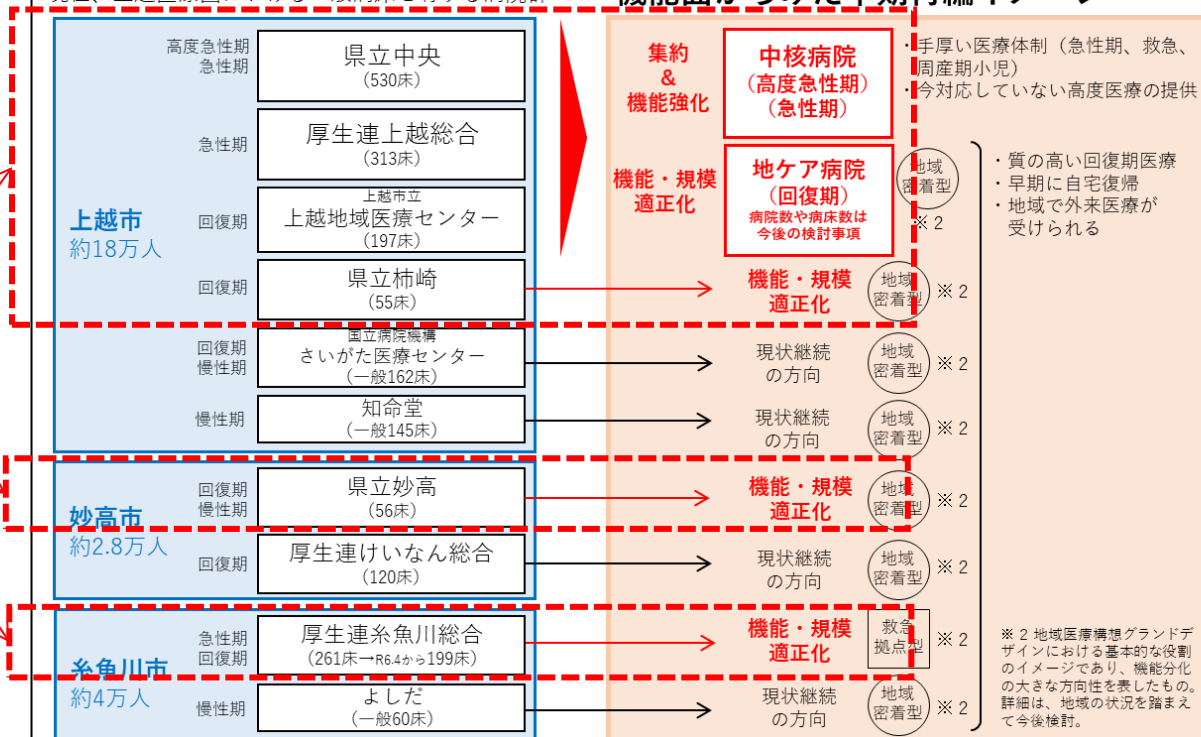 機能・規模
高度急性期
急性期
県立中央
(530床)
急性期
厚生連上越総合
(313床)
上越市
約18万人
回復期
上越市立
上越地域医療センター
(197床)
回復期
県立柿崎
(55床)
回復期
慢性期
国立病院機構
さいがた医療センター
(一般162床)
慢性期
知命堂
(一般145床)
妙高市
約2.8万人
回復期
慢性期
県立妙高
(56床)
回復期
厚生連けいなん総合
(120床)
糸魚川市
約4万人
急性期
回復期
厚生連糸魚川総合
(261床→R6.4から199床)
慢性期
よしだ
(一般60床)
集約
&
機能強化
中核病院
(高度急性期)
(急性期)
・手厚い医療体制（急性期、救急、
周産期小児）
・今対応していない高度医療の提供
機能・規模
適正化
地ケア病院
(回復期)
病院数や病床数は
今後の検討事項
地域
密着型
※２
・質の高い回復期医療
・早期に自宅復帰
・地域で外来医療が
受けられる
機能・規模
適正化
地域
密着型
※２
現状継続
の方向
地域
密着型
※２
現状継続
の方向
地域
密着型
※２
機能・規模
適正化
地域
密着型
※２
現状継続
の方向
地域
密着型
※２
機能・規模
適正化
救急
拠点型
※２
現状継続
の方向
地域
密着型
※２
※２地域医療構想グランドデ
ザインにおける基本的な役割
のイメージであり、機能分化
の大きな方向性を表したもの。
詳細は、地域の状況を踏まえ
て今後検討。